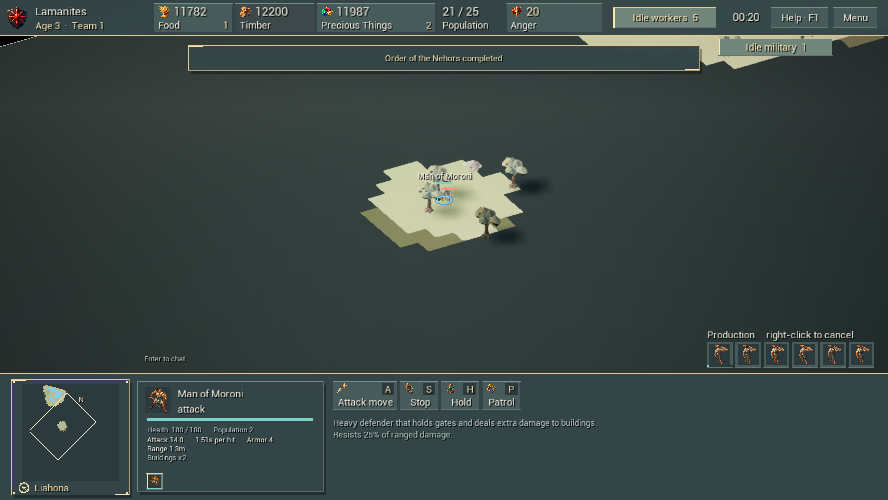 Lamanites
Age 3 · Team 1
11782
Food 1
12200
Timber
11987
Precious Things 2
21 / 25
Population
20
Anger
Idle workers 5
00:20
Help · F1
Menu
Idle military 1
Order of the Nehors completed
Man of Moroni
Production right-click to cancel
Enter to chat
N
Liahona
Man of Moroni
attack
Health 180 / 180 Population 2
Attack 14.0 1.51s per hit Armor 4
Range 1.3m
Buildings x2
A
Attack move
S
Stop
H
Hold
P
Patrol
Heavy defender that holds gates and deals extra damage to buildings.
Resists 25% of ranged damage.